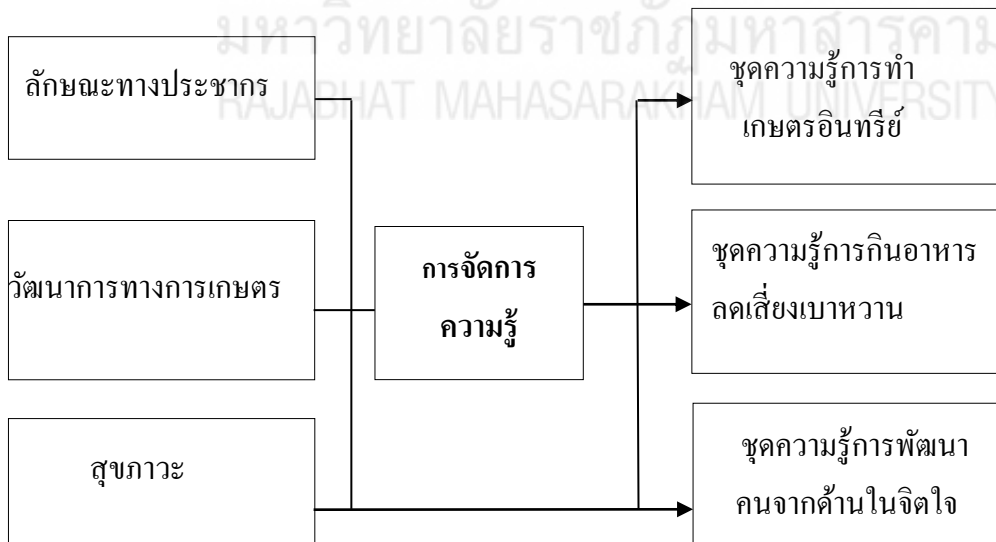 มหาวิทยาลัยราชภัฏมหาสารคาม
RAJABHAT MAHASARAKHAM UNIVERSITY
ลักษณะทางประชากร
วัฒนาการทางการเกษตร
สุขภาวะ
การจัดการ
ความรู้
ชุดความรู้การทำ
เกษตรอินทรีย์
ชุดความรู้การกินอาหาร
ลดเสี่ยงเบาหวาน
ชุดความรู้การพัฒนา
คนจากด้านในจิตใจ